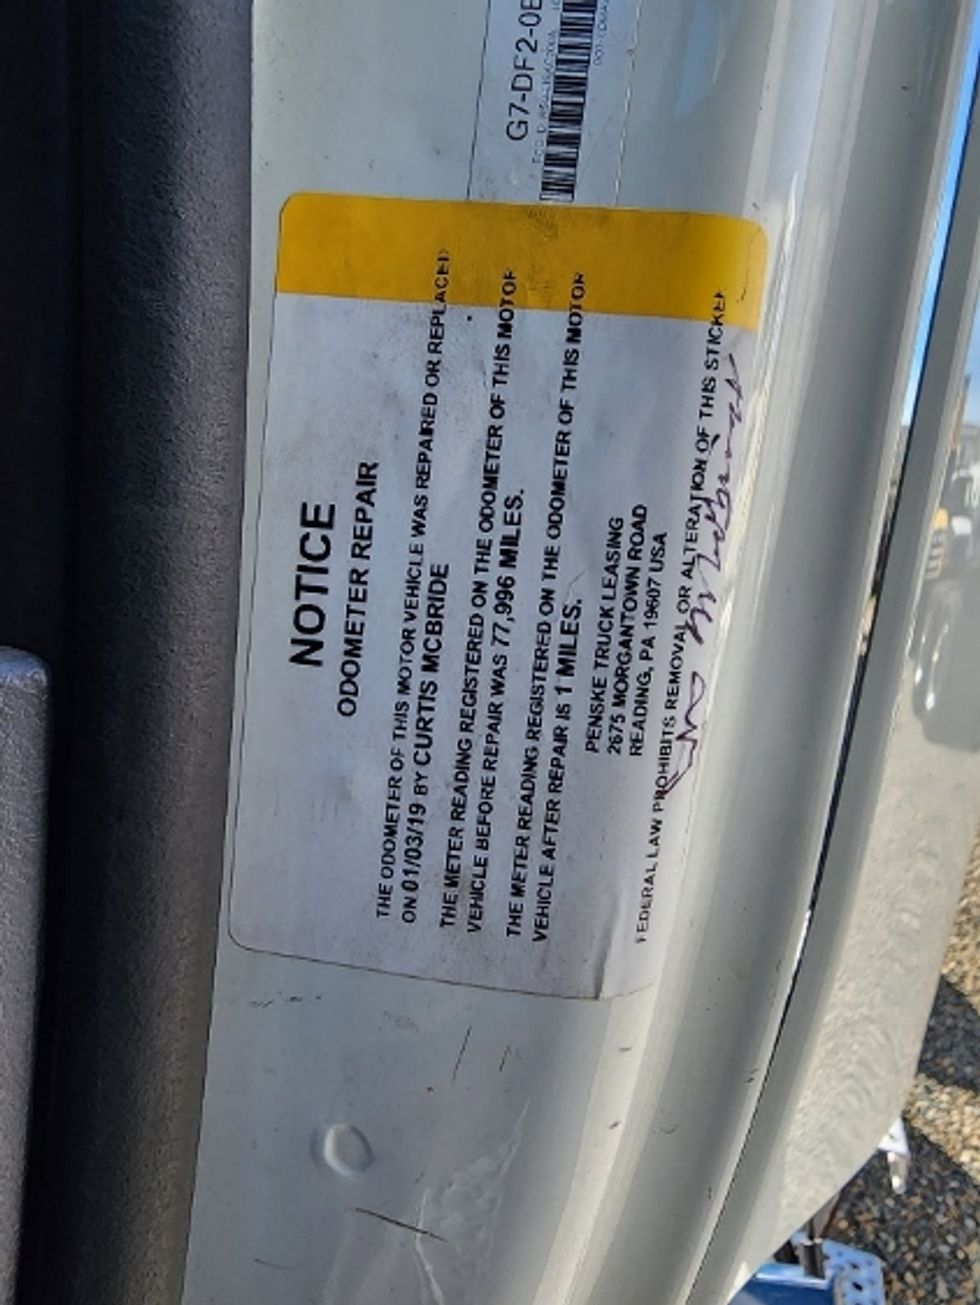 G7-DF2-0
NOTICE
ODOMETER REPAIR
THE ODOMETER OF THIS MOTOR VEHICLE WAS REPAIRED OR REPLACED
ON 01/03/19 BY CURTIS MCBRIDE
THE METER READING REGISTERED ON THE ODOMETER OF THIS MOTOR
VEHICLE BEFORE REPAIR WAS 77,996 MILES.
THE METER READING REGISTERED ON THE ODOMETER OF THIS MOTOR
VEHICLE AFTER REPAIR IS 1 MILES.
PENSKE TRUCK LEASING
2675 MORGANTOWN ROAD
READING, PA 19607 USA
FEDERAL LAW PROHIBITS REMOVAL OR ALTERATION OF THIS STICKER